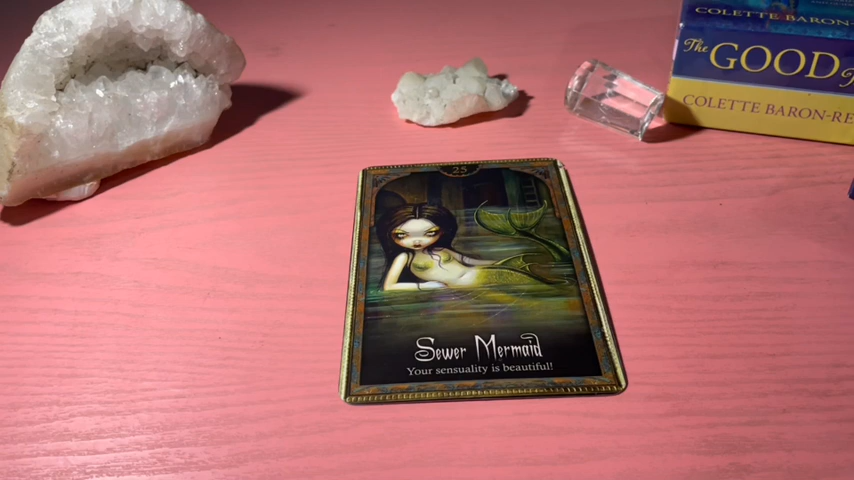 COLETTE BARON-
The GOOD
COLETTE BARON-RE
25
Sewer Mermaid
Your sensuality is beautiful!